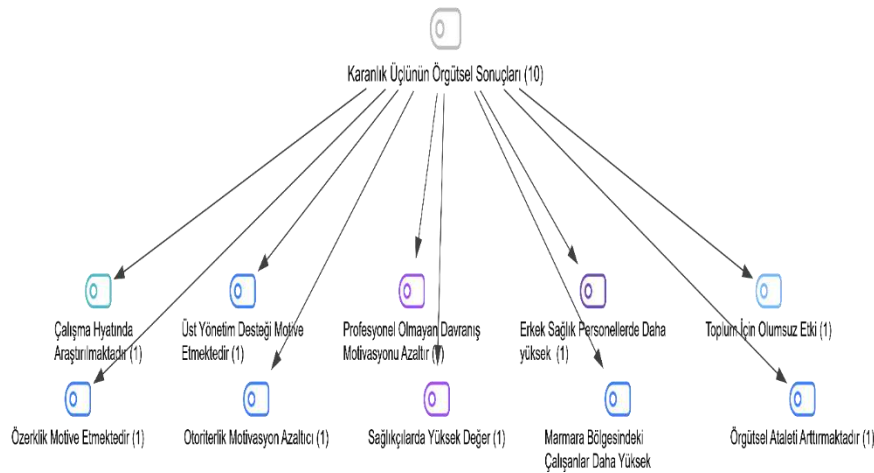 Karanlık Üçlünün Örgütsel Sonuçları (10)
Çalışma Hyatında
Araştırılmaktadır (1)
Üst Yönetim Desteği Motive
Etmektedir (1)
Profesyonel Olmayan Davranış
Motivasyonu Azaltır (1)
Erkek Sağlık Personellerde Daha
yüksek (1)
Toplum İçin Olumsuz Etki (1)
Özerklik Motive Etmektedir (1)
Otoriterlik Motivasyon Azaltıcı (1)
Sağlıkçılarda Yüksek Değer (1)
Marmara Bölgesindeki
Çalışanlar Daha Yüksek
Örgütsel Ataleti Arttırmaktadır (1)